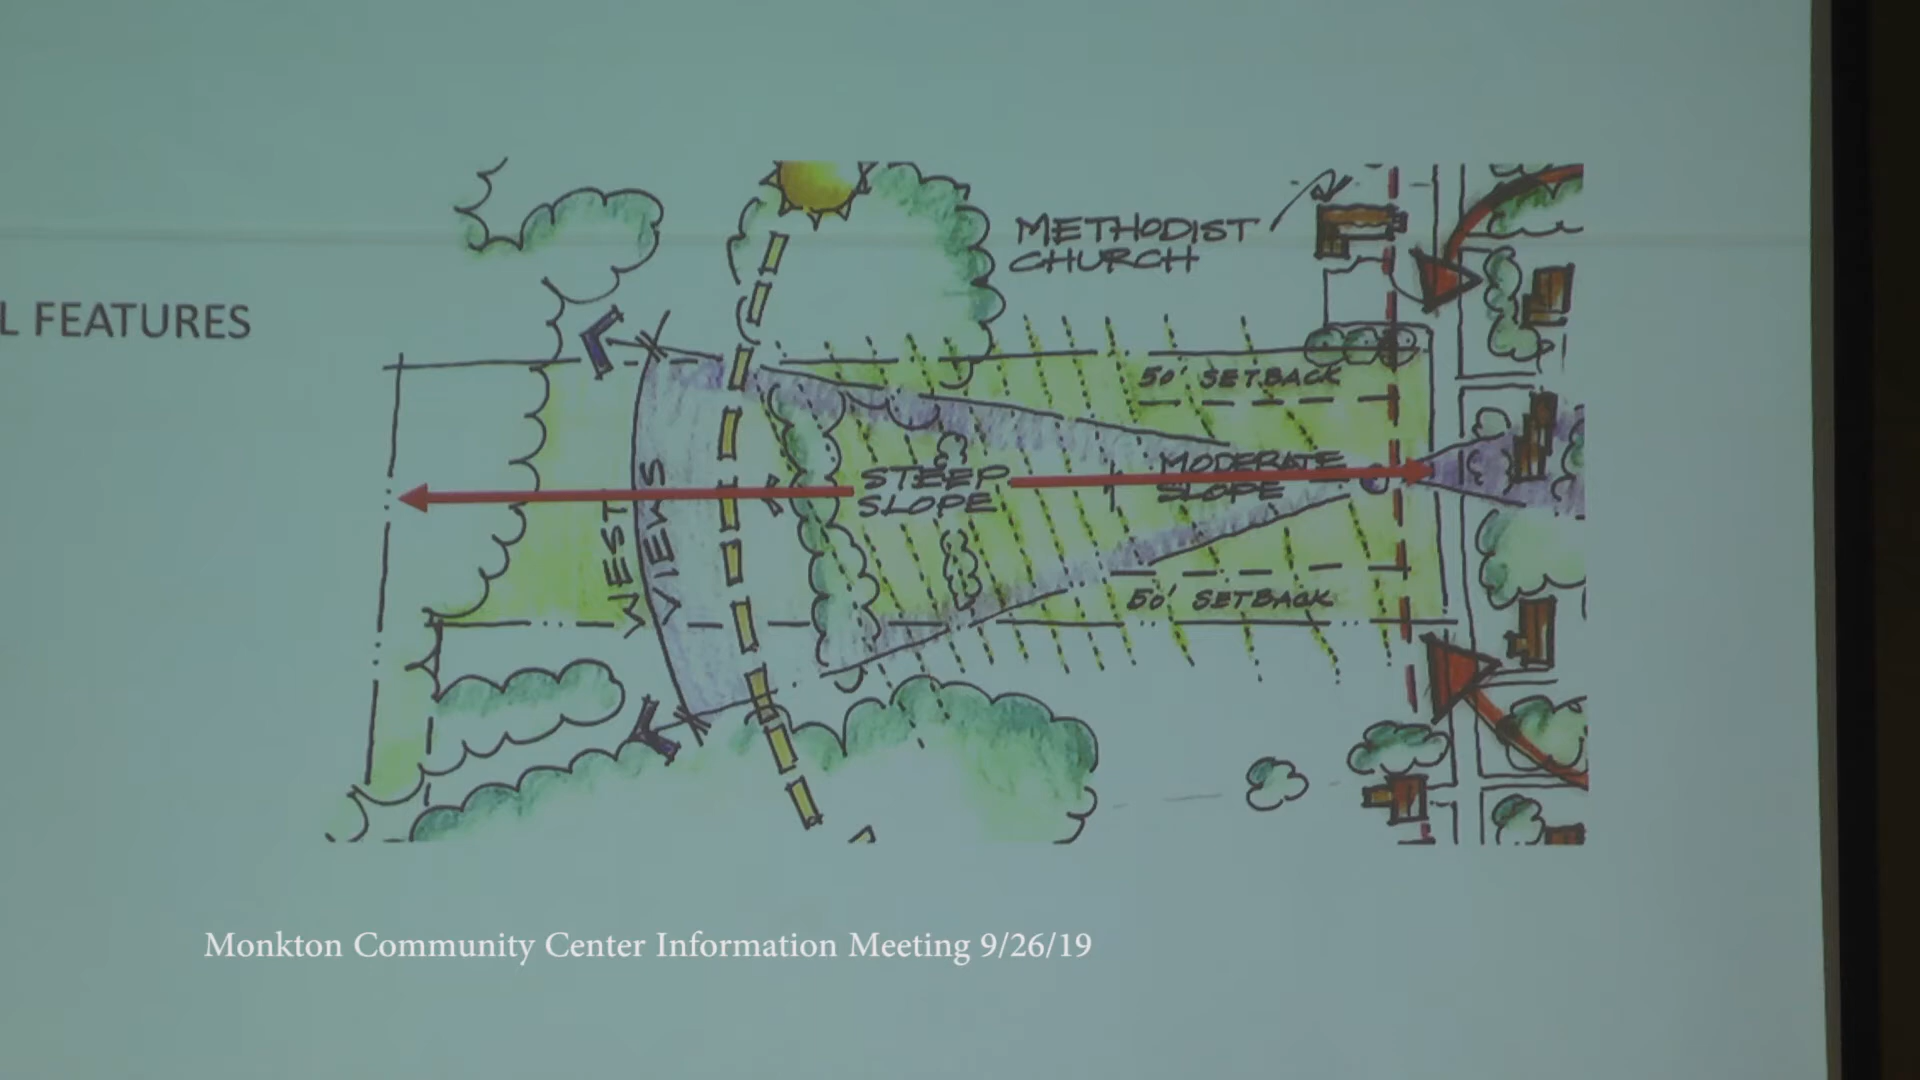 L FEATURES
METHODIST
CHURCH
50' SETBACK
STEEP
SLOPE
MODERATE
SLOPE
WEST
VIEWS
50' SETBACK
Monkton Community Center Information Meeting 9/26/19